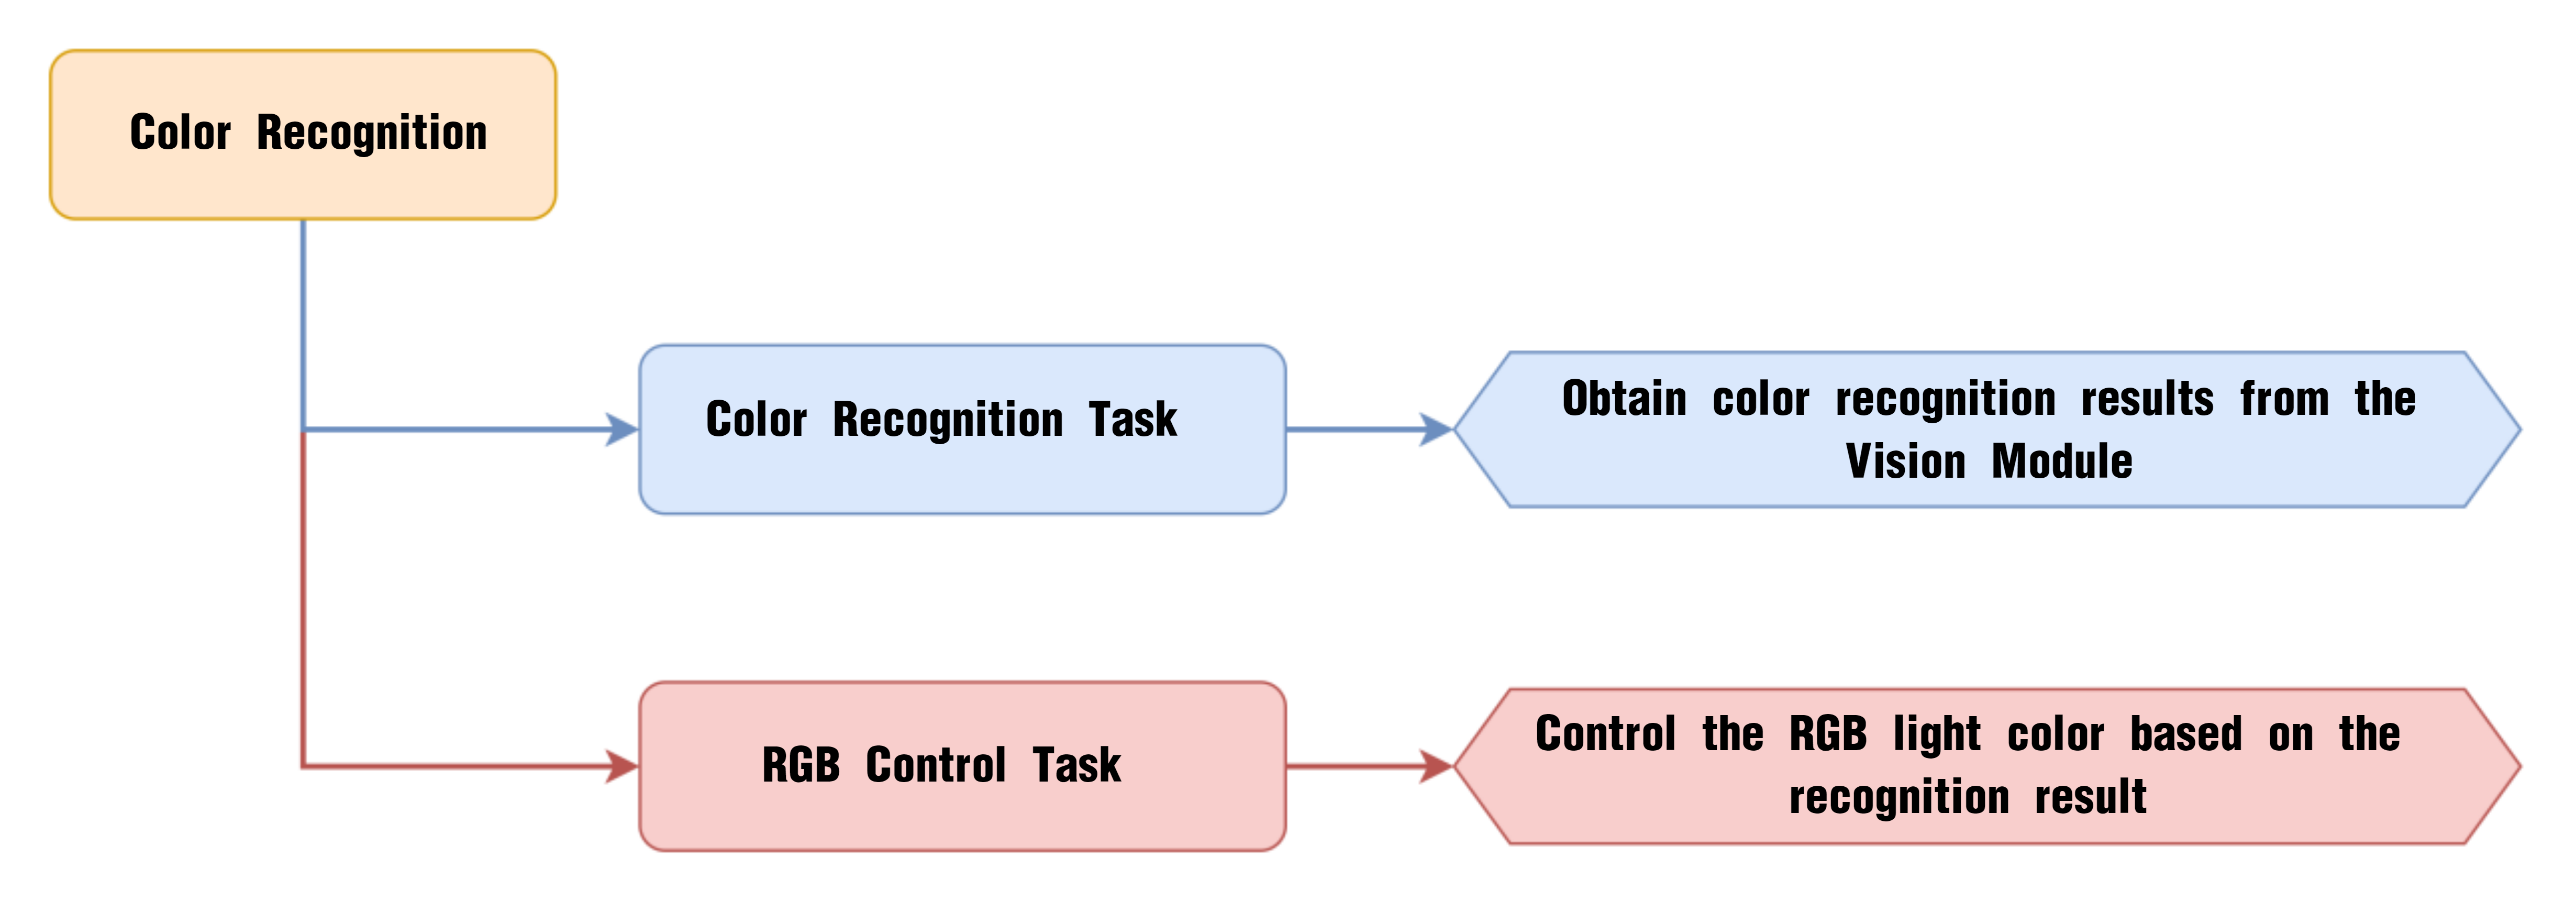 Color Recognition
Color Recognition Task
Obtain color recognition results from the
Vision Module
RGB Control Task
Control the RGB light color based on the
recognition result